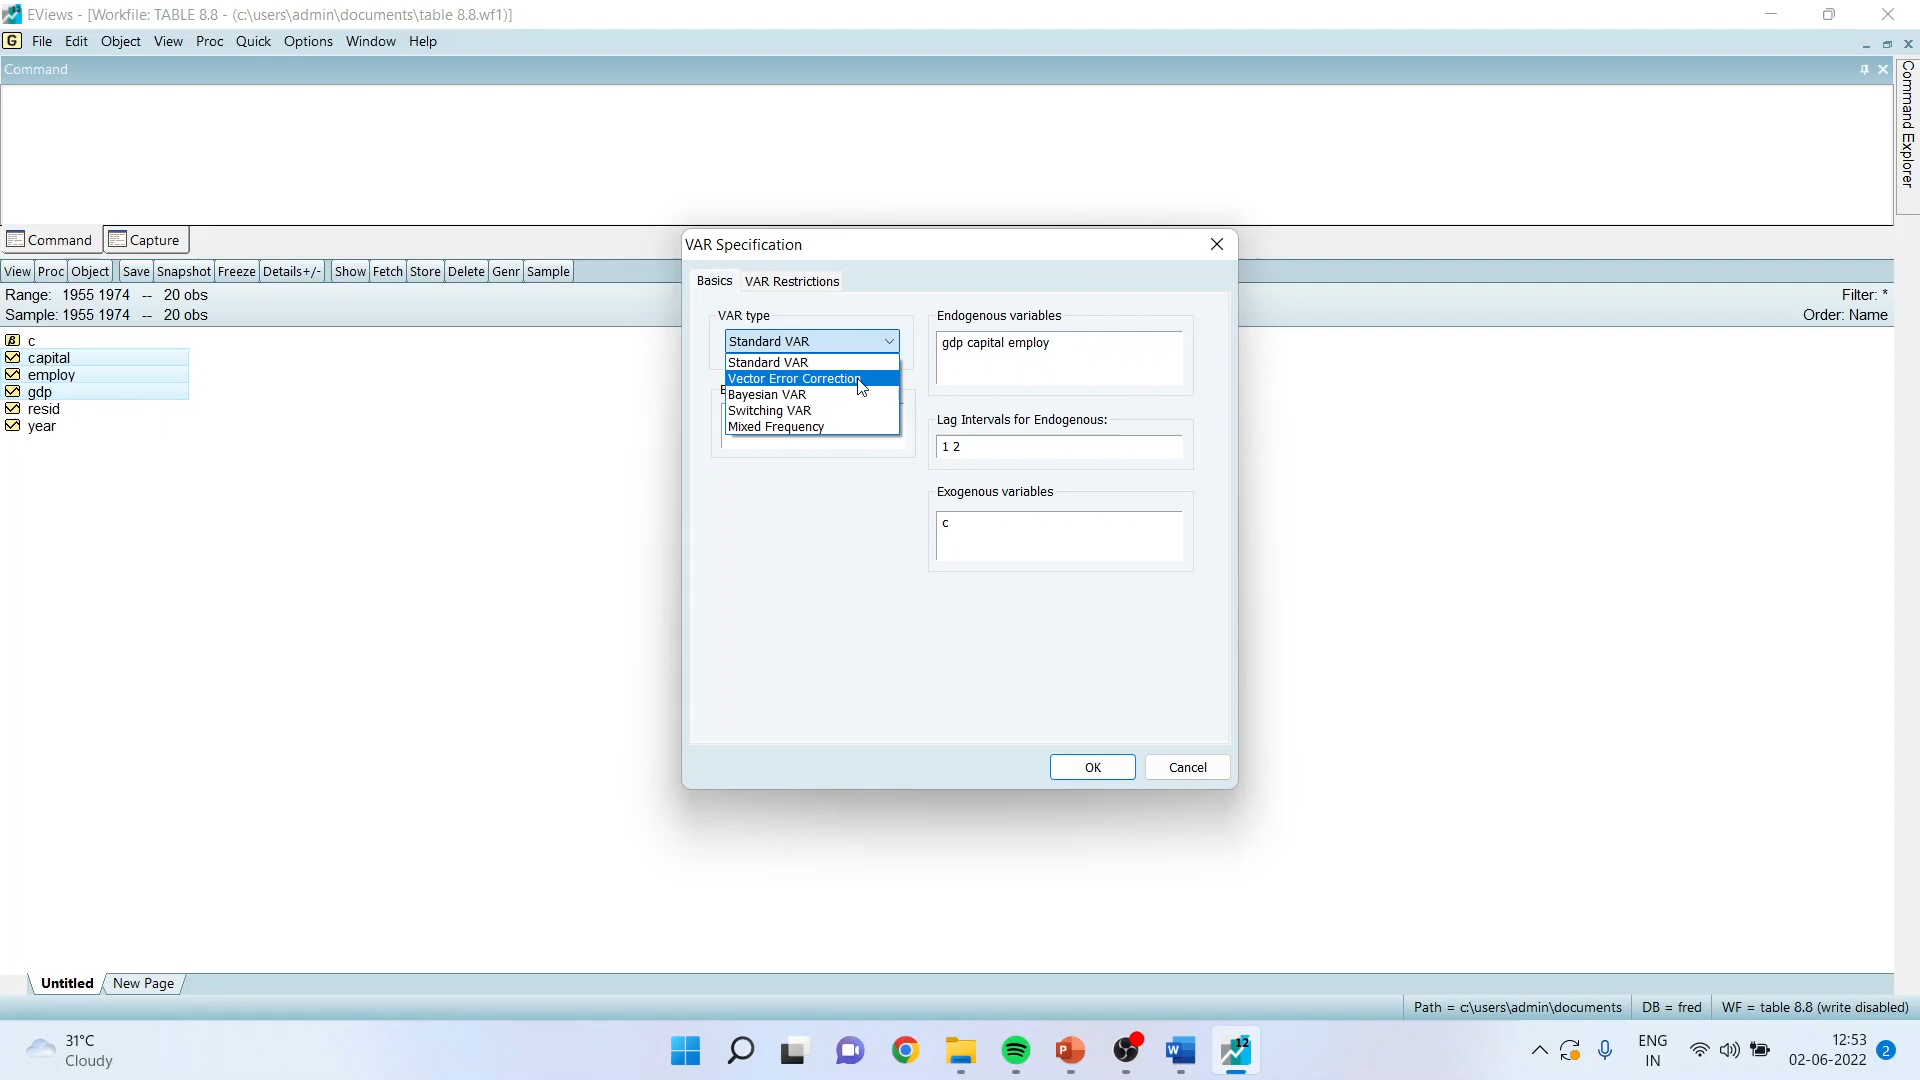 EViews - [Workfile: TABLE 8.8 - (c:\users\admin\documents\table 8.8.wf1)]
G File Edit Object View Proc Quick Options Window Help
Command
Command Explorer
Command Capture
View Proc Object Save Snapshot Freeze Details+/- Show Fetch Store Delete Genr Sample
Range: 1955 1974 -- 20 obs
Filter: *
Sample: 1955 1974 -- 20 obs
Order: Name
c
capital
employ
gdp
resid
year
VAR Specification
Basics VAR Restrictions
VAR type
Standard VAR
Standard VAR
Vector Error Correction
Bayesian VAR
Switching VAR
Mixed Frequency
Endogenous variables
gdp capital employ
Lag Intervals for Endogenous:
1 2
Exogenous variables
c
OK Cancel
Untitled New Page
Path = c:\users\admin\documents DB = fred WF = table 8.8 (write disabled)
31°C
Cloudy
ENG
IN
12:53
02-06-2022
2